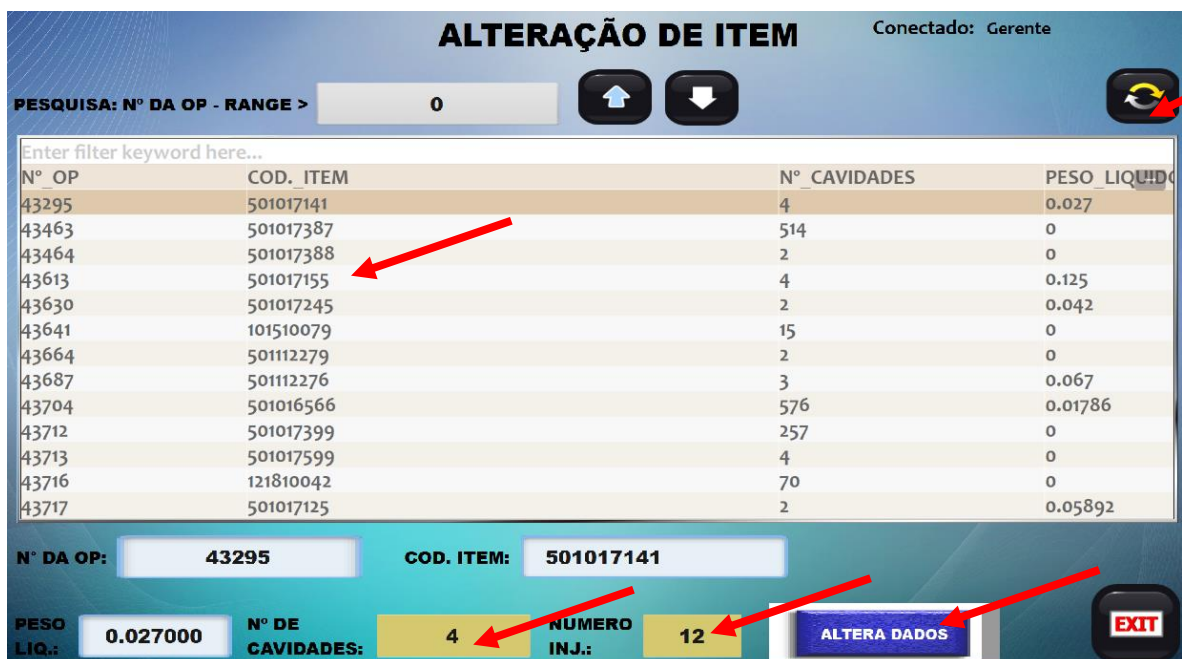 ALTERAÇÃO DE ITEM
Conectado: Gerente
PESQUISA: Nº DA OP - RANGE > 0
Enter filter keyword here...
Nº_OP COD._ITEM Nº_CAVIDADES PESO_LIQUIDO
43295 501017141 4 0.027
43463 501017387 514 0
43464 501017388 2 0
43613 501017155 4 0.125
43630 501017245 2 0.042
43641 101510079 15 0
43664 501112279 2 0
43687 501112276 3 0.067
43704 501016566 576 0.01786
43712 501017399 257 0
43713 501017599 4 0
43716 121810042 70 0
43717 501017125 2 0.05892
N° DA OP: 43295 COD. ITEM: 501017141
PESO LIQ.: 0.027000 Nº DE CAVIDADES: 4 NUMERO INJ.: 12 ALTERA DADOS EXIT